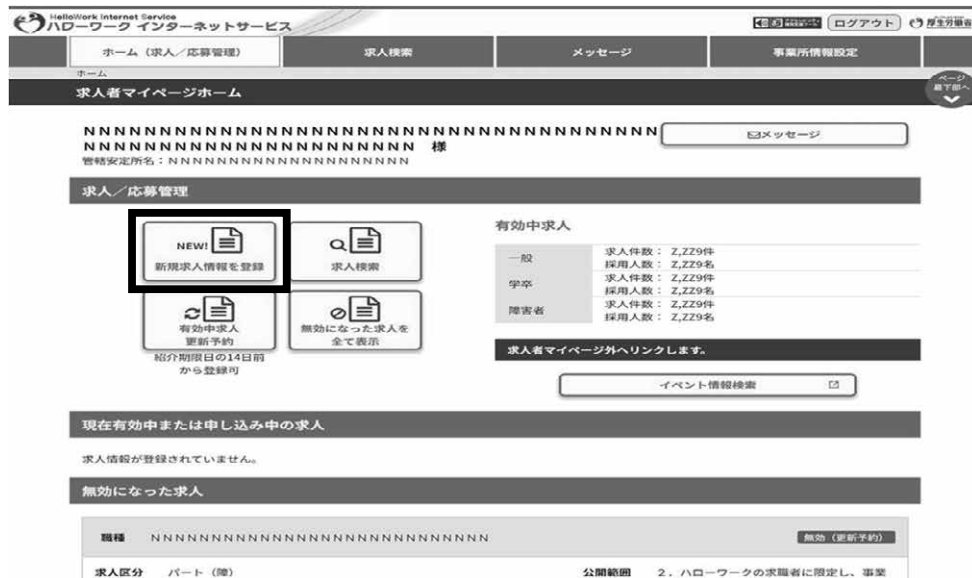 HelloWork Internet Service
ハローワーク インターネットサービス
ログアウト
厚生労働省
ホーム（求人／応募管理）
求人検索
メッセージ
事業所情報設定
ホーム
ページ
最下部へ
求人者マイページホーム
NNNNNNNNNNNNNNNNNNNNNNNNNNNNNNNNNNNNNN
NNNNNNNNNNNNNNNNNNNNNN 様
メッセージ
管轄安定所名：NNNNNNNNNNNNNNNNNNNN
求人／応募管理
NEW!
新規求人情報を登録
求人検索
有効中求人
更新予約
無効になった求人を
全て表示
紹介期限日の14日前
から登録可
有効中求人
一般 求人件数： Z,ZZ9件
採用人数： Z,ZZ9名
学卒 求人件数： Z,ZZ9件
採用人数： Z,ZZ9名
障害者 求人件数： Z,ZZ9件
採用人数： Z,ZZ9名
求人者マイページ外へリンクします。
イベント情報検索
現在有効中または申し込み中の求人
求人情報が登録されていません。
無効になった求人
職種 NNNNNNNNNNNNNNNNNNNNNNNNNNNN
無効（更新予約）
求人区分 パート（障）
公開範囲 2．ハローワークの求職者に限定し、事業